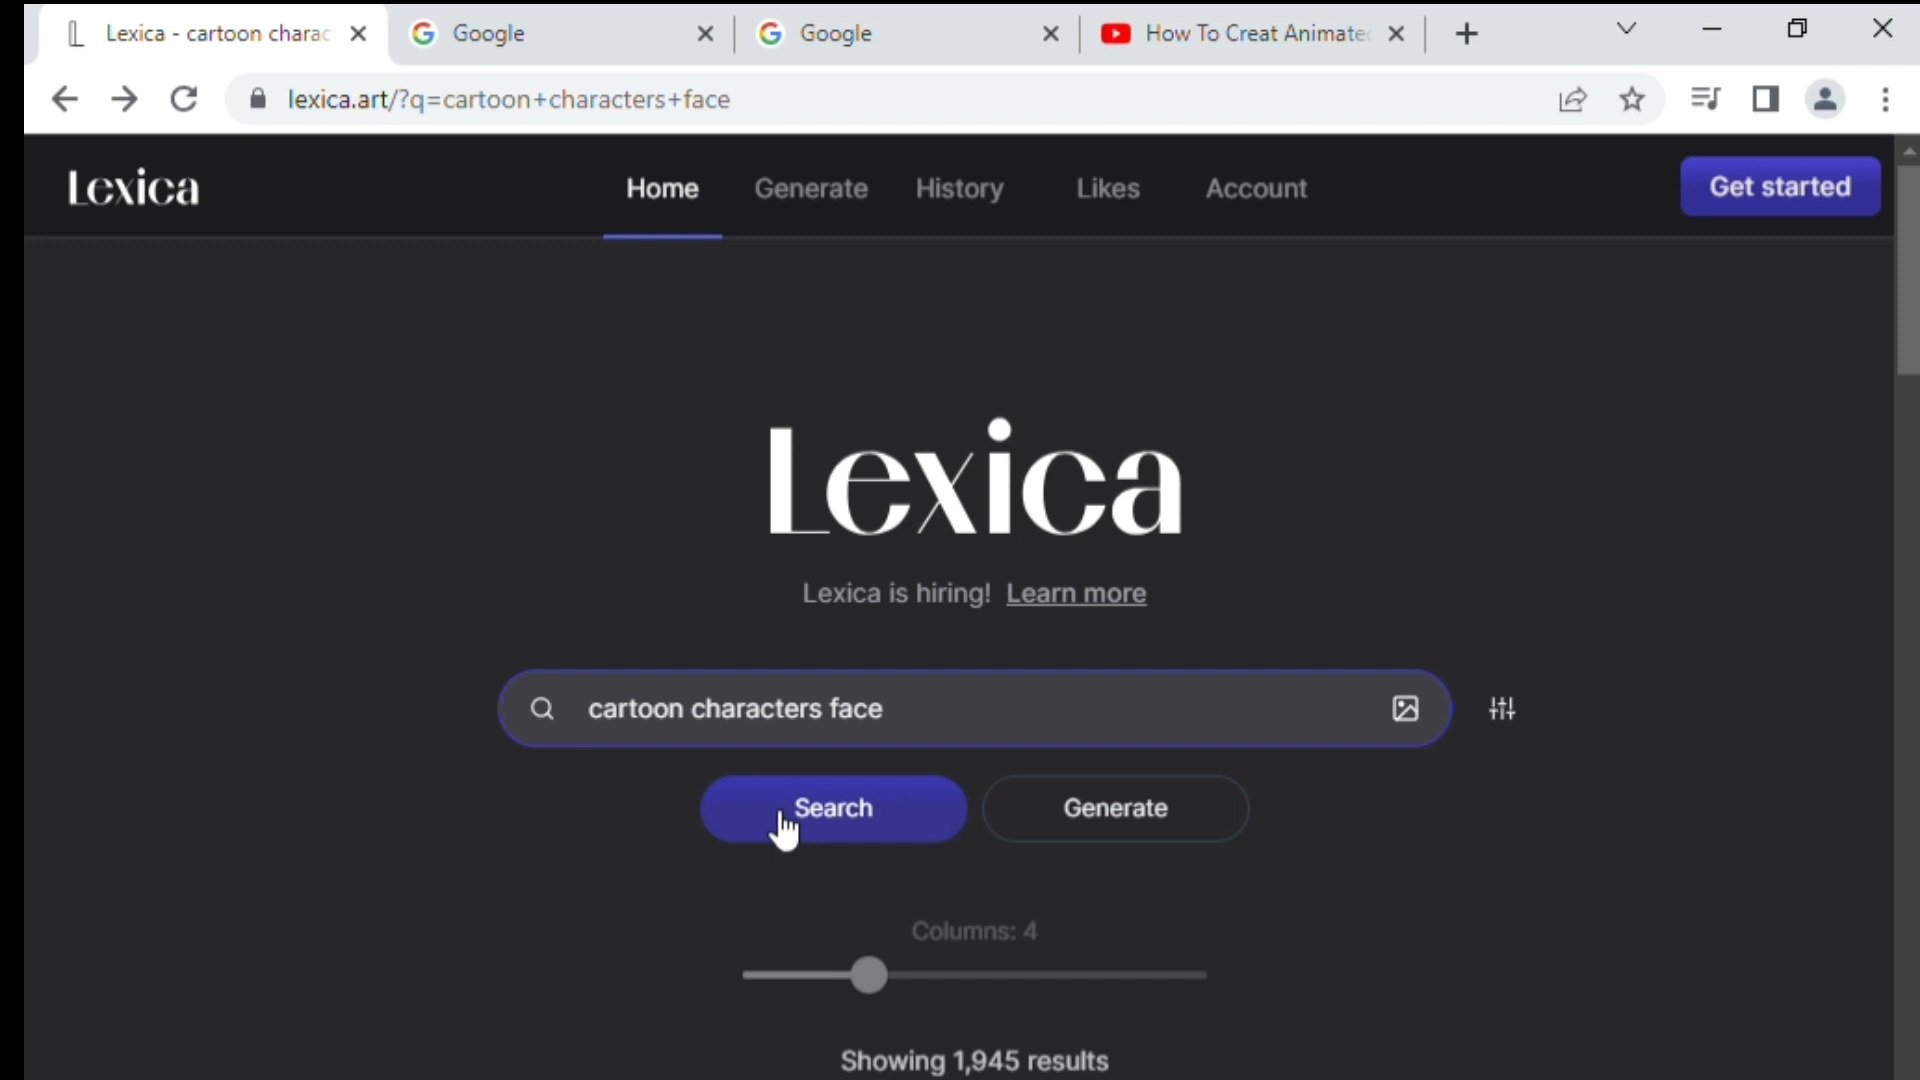 Lexica - cartoon charac
Google
Google
How To Creat Animate
lexica.art/?q=cartoon+characters+face
Lexica
Home
Generate
History
Likes
Account
Get started
Lexica
Lexica is hiring! Learn more
cartoon characters face
Search
Generate
Columns: 4
Showing 1,945 results